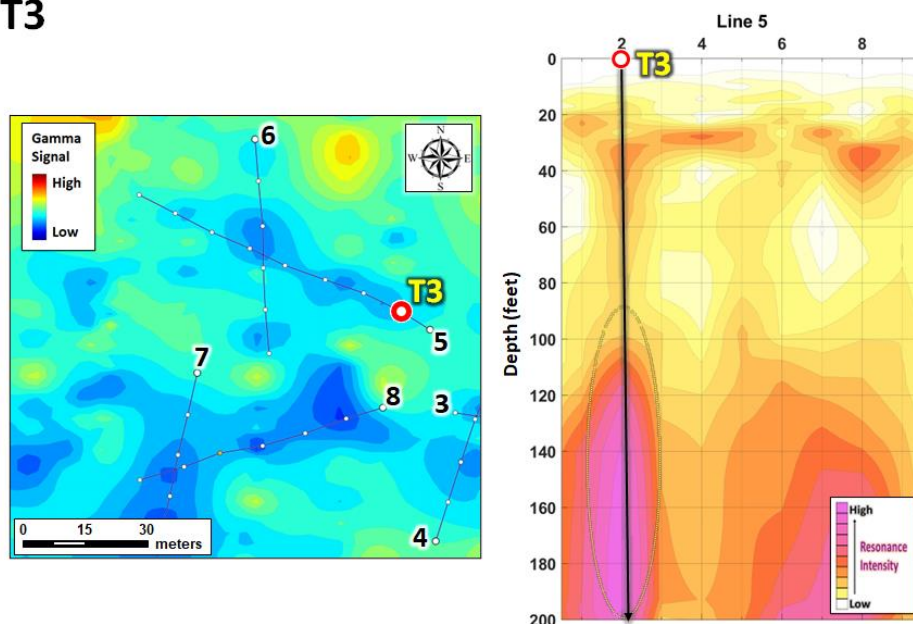 T3
Gamma
Signal
High
Low
N
W E
S
6
T3
5
7
8
3
4
0 15 30
meters
Line 5
2 4 6 8
T3
Depth (feet)
0
20
40
60
80
100
120
140
160
180
200
High
Resonance
Intensity
Low